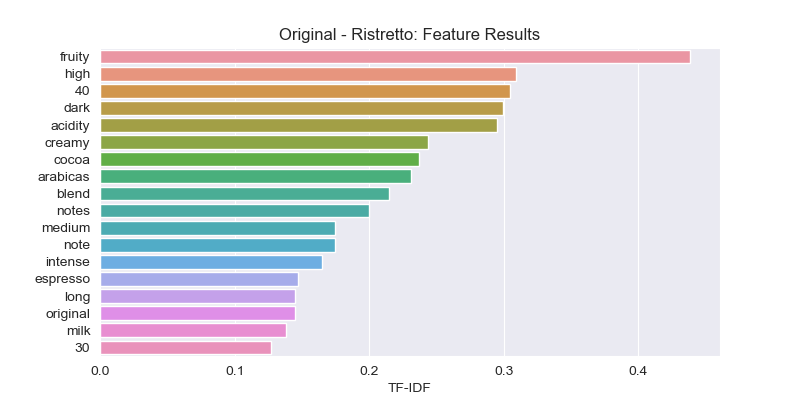 Original - Ristretto: Feature Results
fruity
high
40
dark
acidity
creamy
cocoa
arabicas
blend
notes
medium
note
intense
espresso
long
original
milk
30
0.0 0.1 0.2 0.3 0.4
TF-IDF